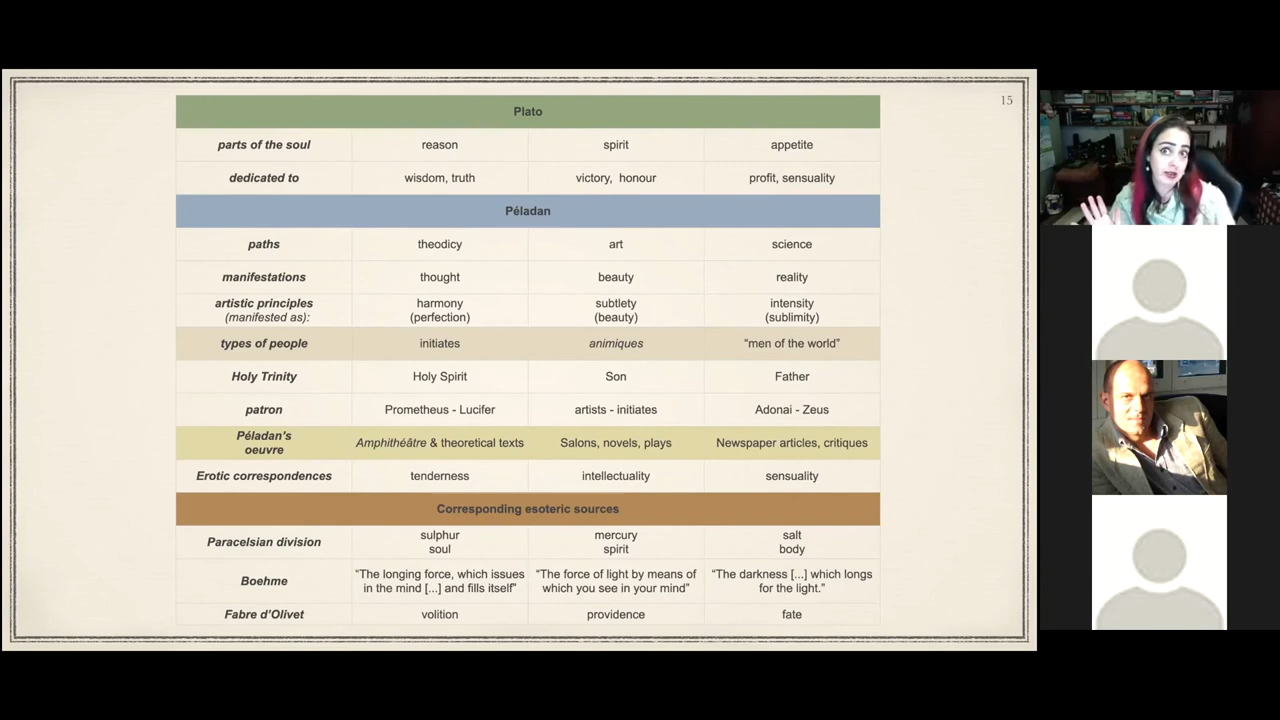 15
Plato
parts of the soul reason spirit appetite
dedicated to wisdom, truth victory, honour profit, sensuality
Péladan
paths theodicy art science
manifestations thought beauty reality
artistic principles harmony subtlety intensity
(manifested as): (perfection) (beauty) (sublimity)
types of people initiates animiques “men of the world”
Holy Trinity Holy Spirit Son Father
patron Prometheus - Lucifer artists - initiates Adonai - Zeus
Péladan’s
oeuvre Amphithéâtre & theoretical texts Salons, novels, plays Newspaper articles, critiques
Erotic correspondences tenderness intellectuality sensuality
Corresponding esoteric sources
Paracelsian division sulphur mercury salt
soul spirit body
Boehme “The longing force, which issues “The force of light by means of “The darkness [...] which longs
in the mind [...] and fills itself” which you see in your mind” for the light.”
Fabre d’Olivet volition providence fate